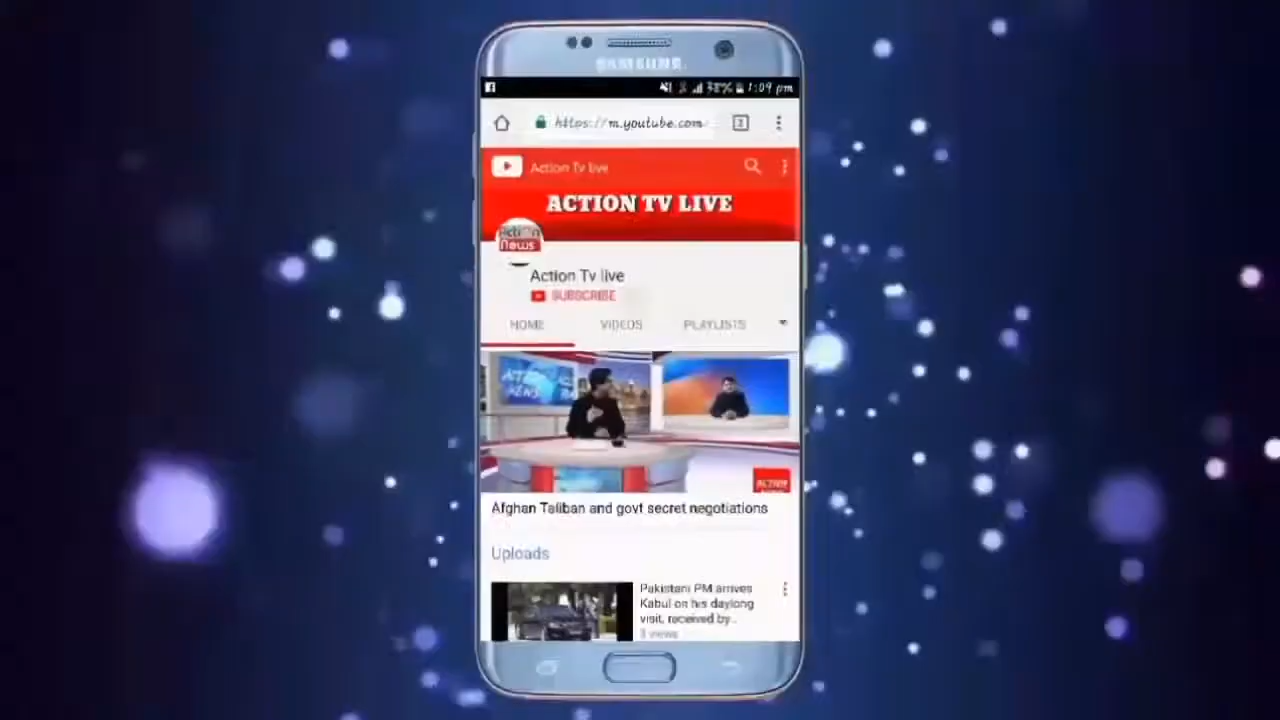 SAMSUNG
38% 1:09 pm
https://m.youtube.com
Action Tv live
ACTION TV LIVE
Action
News
Action Tv live
SUBSCRIBE
HOME VIDEOS PLAYLISTS
Afghan Taliban and govt secret negotiations
Uploads
Pakistani PM arrives
Kabul on his daylong
visit, received by..
3 views